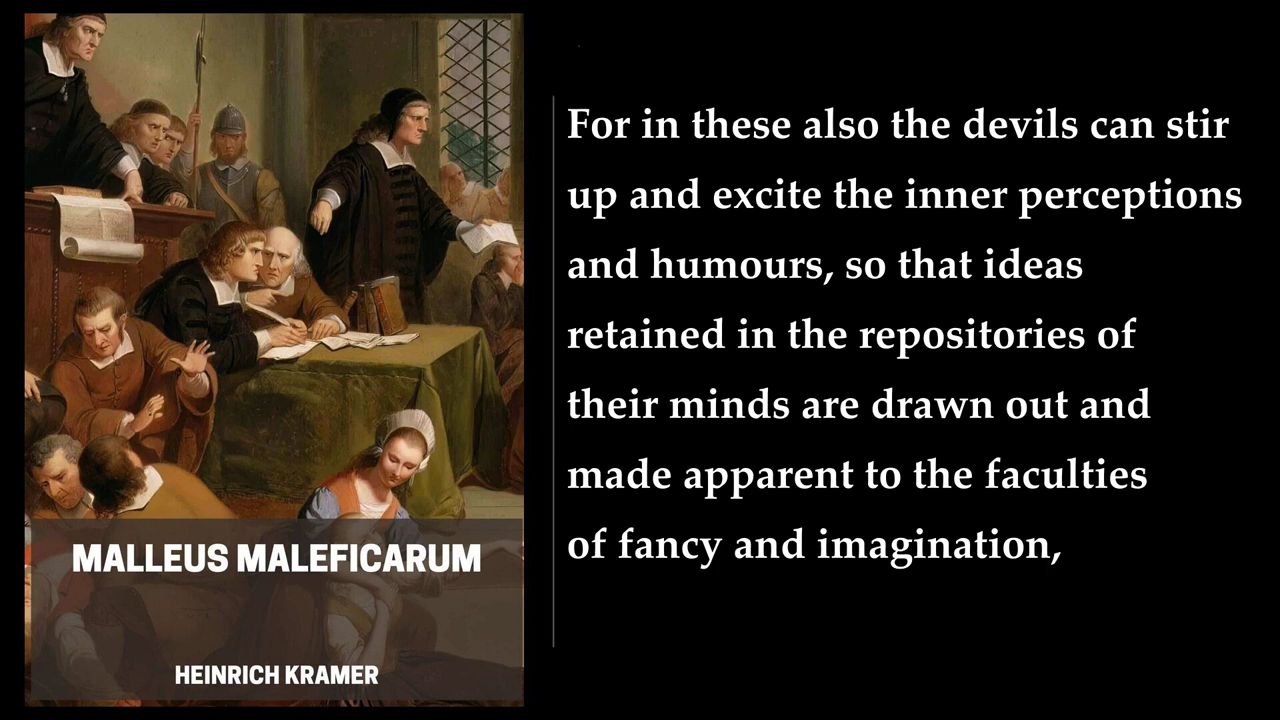 MALLEUS MALEFICARUM
HEINRICH KRAMER
For in these also the devils can stir
up and excite the inner perceptions
and humours, so that ideas
retained in the repositories of
their minds are drawn out and
made apparent to the faculties
of fancy and imagination,